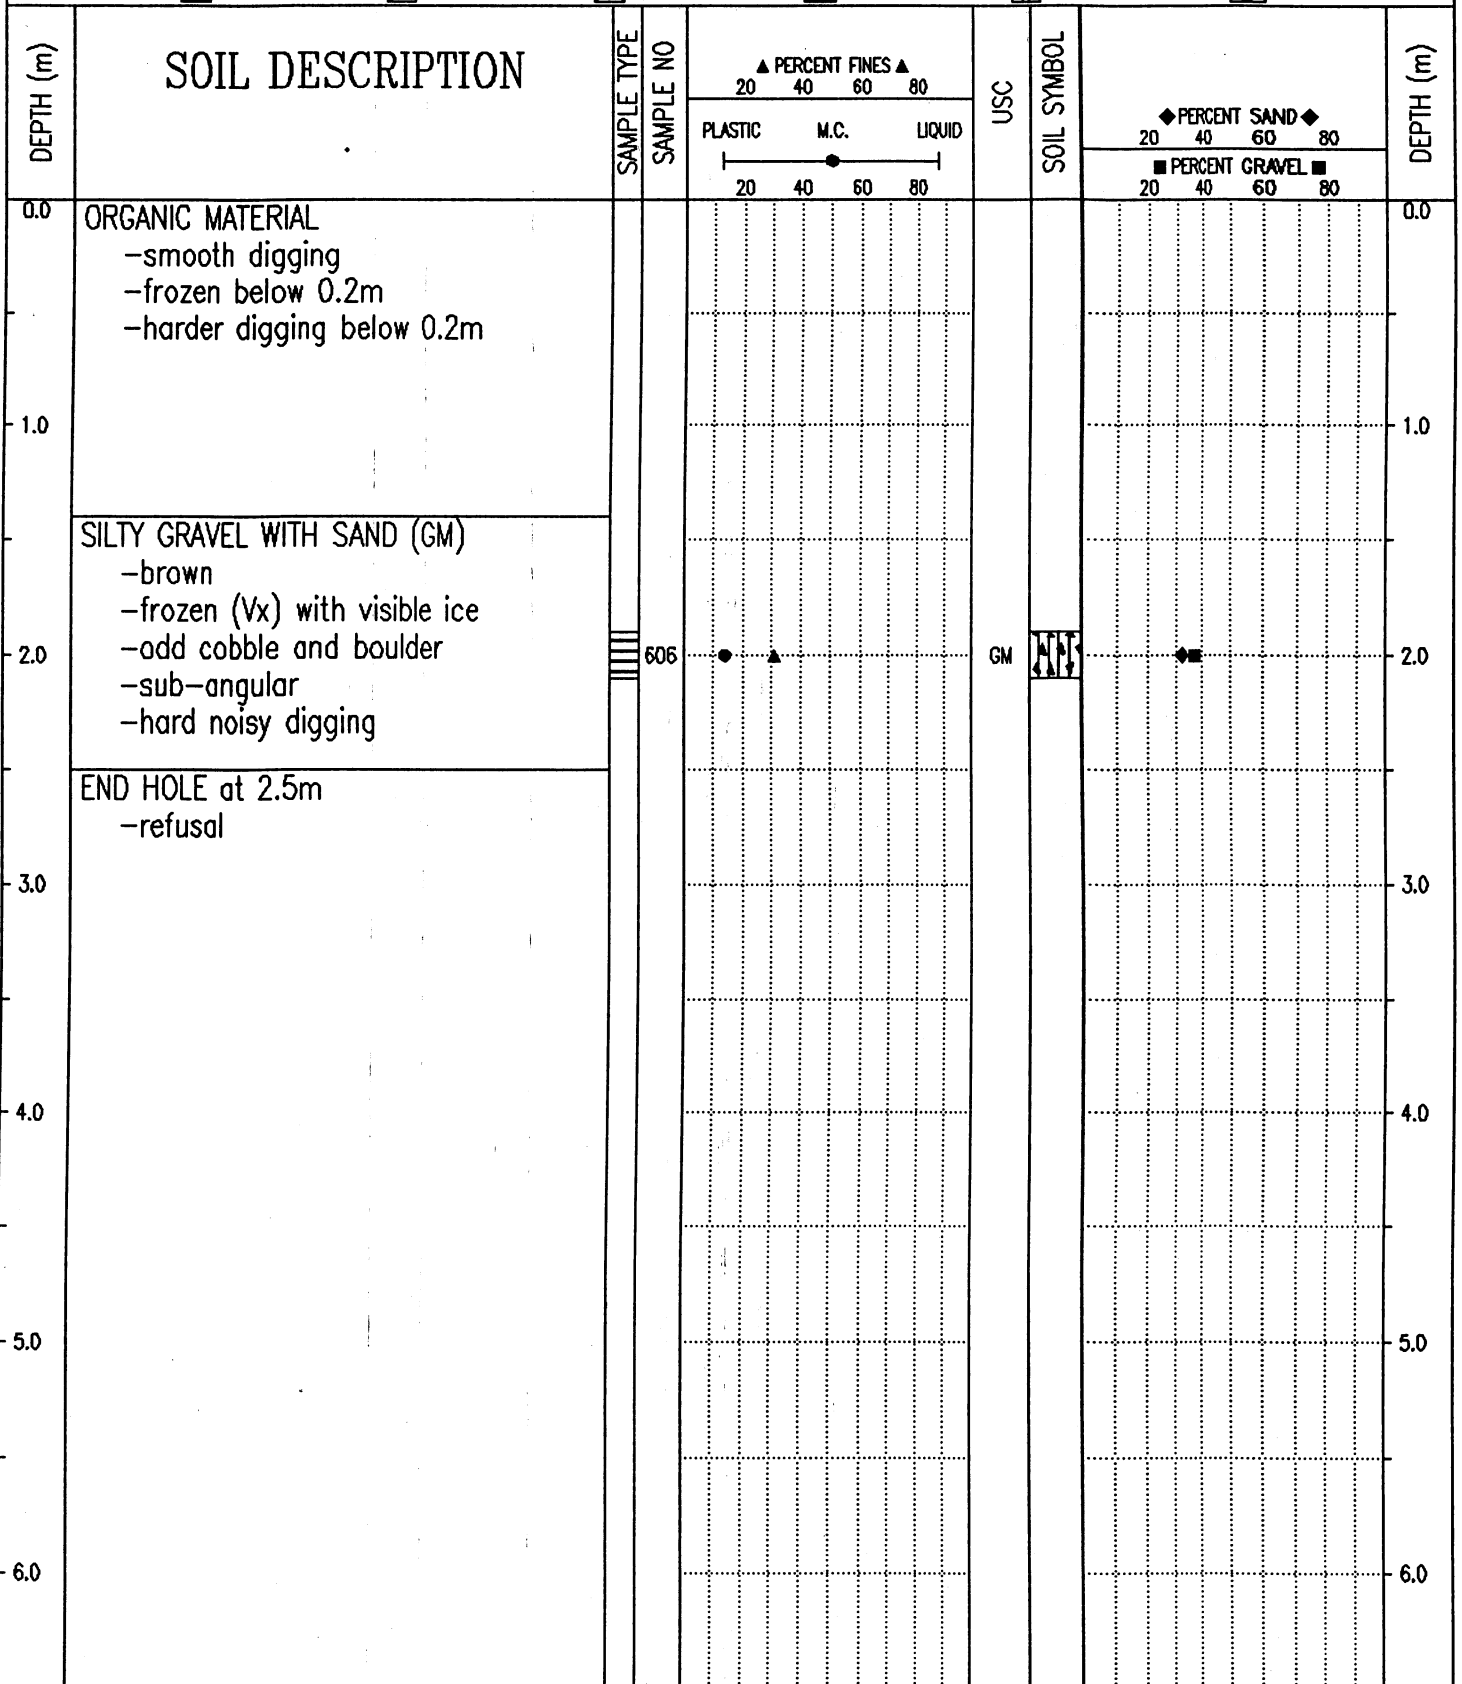 DEPTH (m)
SOIL DESCRIPTION
SAMPLE TYPE
SAMPLE NO
▲ PERCENT FINES ▲
20 40 60 80
PLASTIC M.C. LIQUID
20 40 60 80
USC
SOIL SYMBOL
◆PERCENT SAND◆
20 40 60 80
■PERCENT GRAVEL■
20 40 60 80
DEPTH (m)
0.0
ORGANIC MATERIAL
0.0
-smooth digging
-frozen below 0.2m
-harder digging below 0.2m
1.0
1.0
SILTY GRAVEL WITH SAND (GM)
-brown
-frozen (Vx) with visible ice
-odd cobble and boulder
2.0
606
GM
2.0
-sub-angular
-hard noisy digging
END HOLE at 2.5m
-refusal
3.0
3.0
4.0
4.0
5.0
5.0
6.0
6.0